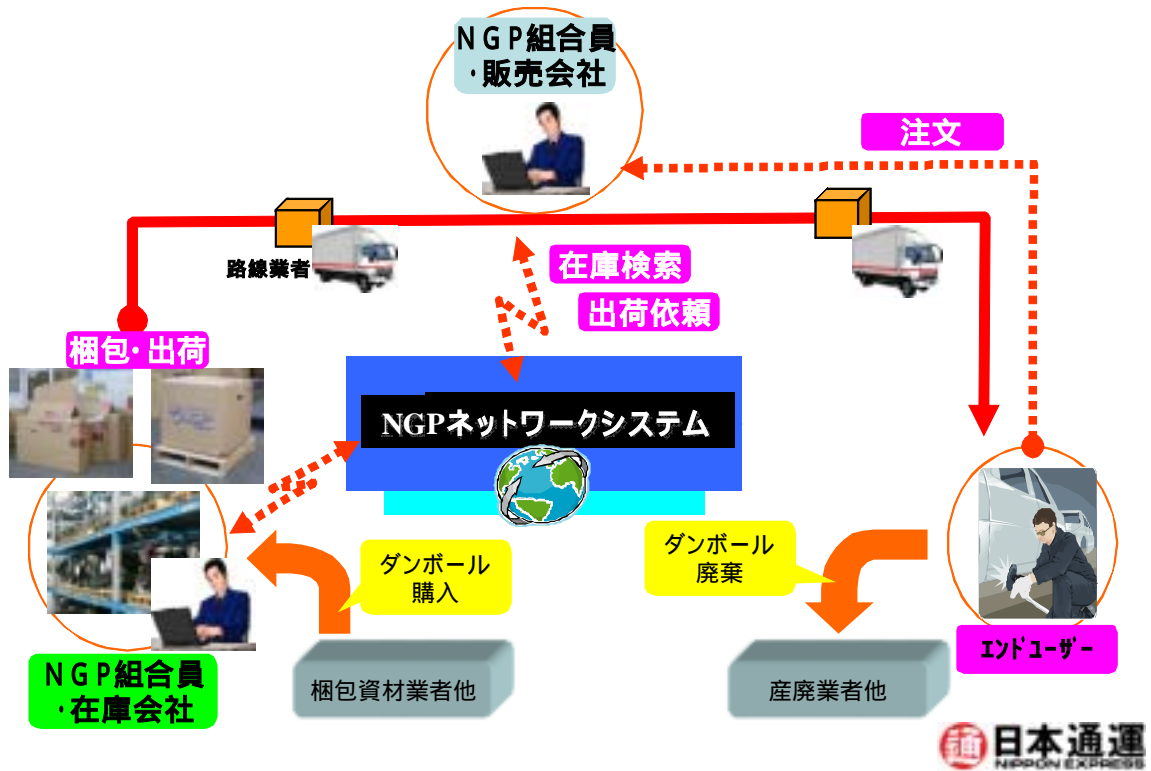 NGP組合員
・販売会社
注文
路線業者
在庫検索
出荷依頼
梱包・出荷
NGPネットワークシステム
ダンボール
購入
ダンボール
廃棄
NGP組合員
・在庫会社
梱包資材業者他
産廃業者他
ｴﾝﾄﾞﾕｰｻﾞｰ
通 日本通運
NIPPON EXPRESS